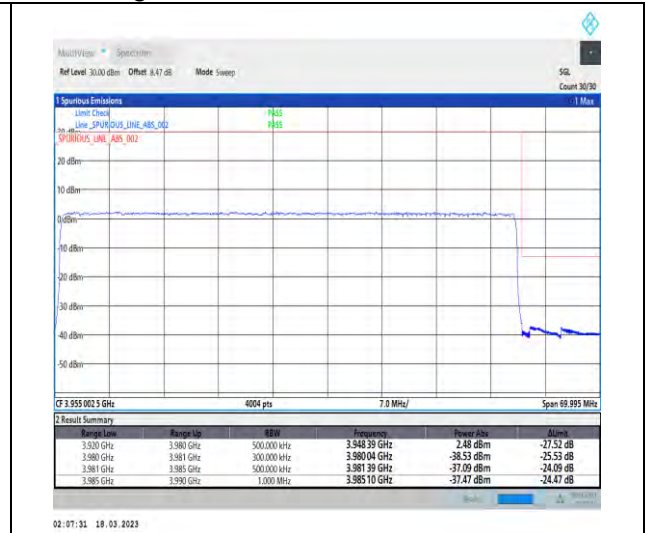 MultiView Spectrum
Ref Level 30.00 dBm Offset 8.47 dB Mode Sweep SGL
Count 30/30
1 Spurious Emissions 1 Max
Limit Check PASS
Line _SPURIOUS_LINE_ABS_002 PASS
_SPURIOUS_LINE_ABS_002
20 dBm
10 dBm
0 dBm
-10 dBm
-20 dBm
-30 dBm
-40 dBm
-50 dBm
CF 3.955 002 5 GHz 4004 pts 7.0 MHz/ Span 69.995 MHz
2 Result Summary
Range Low Range Up RBW Frequency Power Abs ΔLimit
3.920 GHz 3.980 GHz 500.000 kHz 3.948 39 GHz 2.48 dBm -27.52 dB
3.980 GHz 3.981 GHz 300.000 kHz 3.980 04 GHz -38.53 dBm -25.53 dB
3.981 GHz 3.985 GHz 500.000 kHz 3.981 39 GHz -37.09 dBm -24.09 dB
3.985 GHz 3.990 GHz 1.000 MHz 3.985 10 GHz -37.47 dBm -24.47 dB
02:07:31 18.03.2023